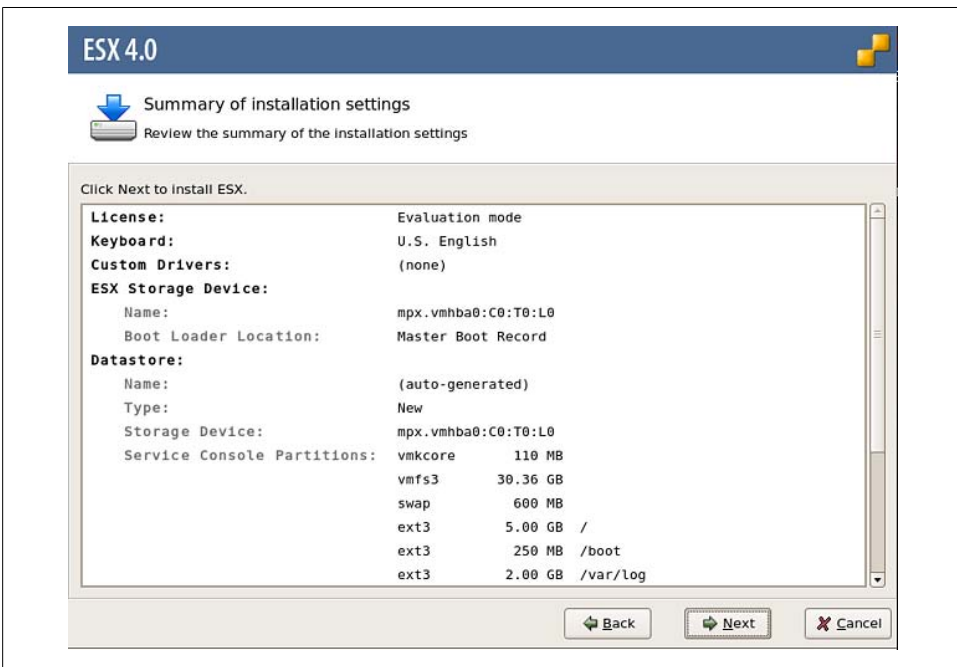 ESX 4.0
Summary of installation settings
Review the summary of the installation settings
Click Next to install ESX.
License: Evaluation mode
Keyboard: U.S. English
Custom Drivers: (none)
ESX Storage Device:
Name: mpx.vmhba0:C0:T0:L0
Boot Loader Location: Master Boot Record
Datastore:
Name: (auto-generated)
Type: New
Storage Device: mpx.vmhba0:C0:T0:L0
Service Console Partitions: vmkcore 110 MB
vmfs3 30.36 GB
swap 600 MB
ext3 5.00 GB /
ext3 250 MB /boot
ext3 2.00 GB /var/log
Back Next Cancel